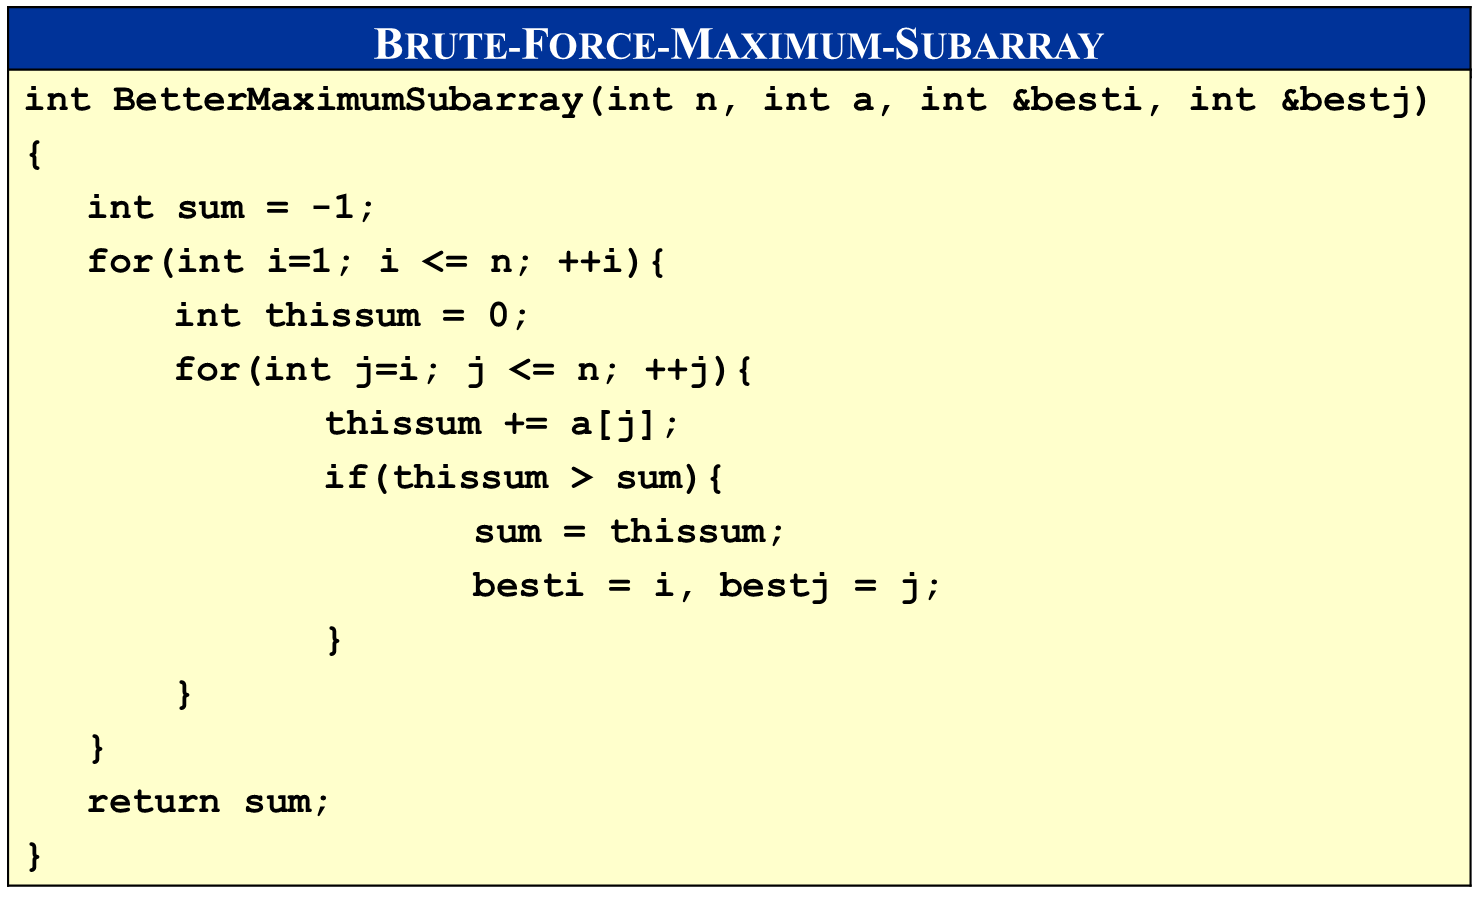 BRUTE-FORCE-MAXIMUM-SUBARRAY
int BetterMaximumSubarray(int n, int a, int &besti, int &bestj)
{
int sum = -1;
for(int i=1; i <= n; ++i){
int thissum = 0;
for(int j=i; j <= n; ++j){
thissum += a[j];
if(thissum > sum){
sum = thissum;
besti = i, bestj = j;
}
}
}
return sum;
}